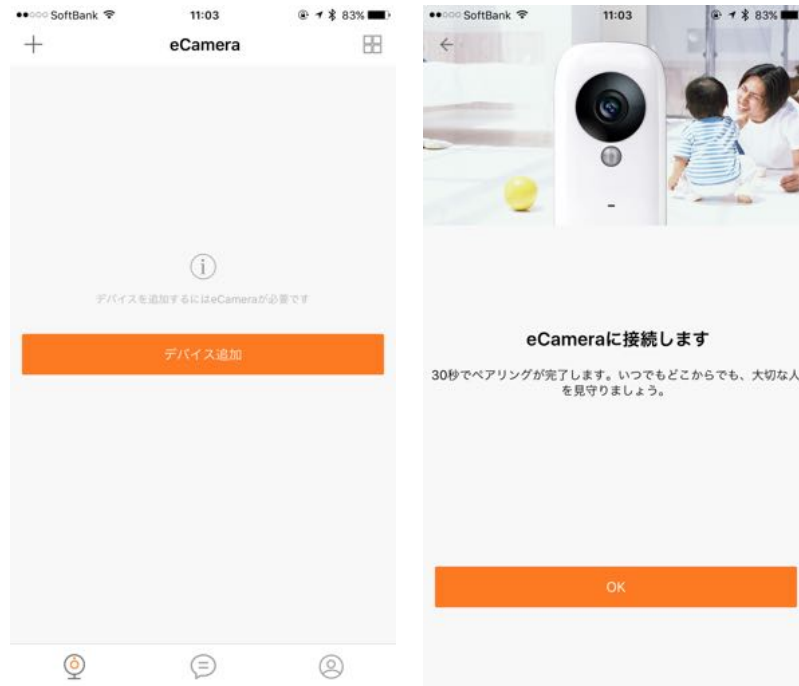 SoftBank 11:03 83%
eCamera
デバイスを追加するにはeCameraが必要です
デバイス追加
SoftBank 11:03 83%
eCameraに接続します
30秒でペアリングが完了します。いつでもどこからでも、大切な人
を見守りましょう。
OK